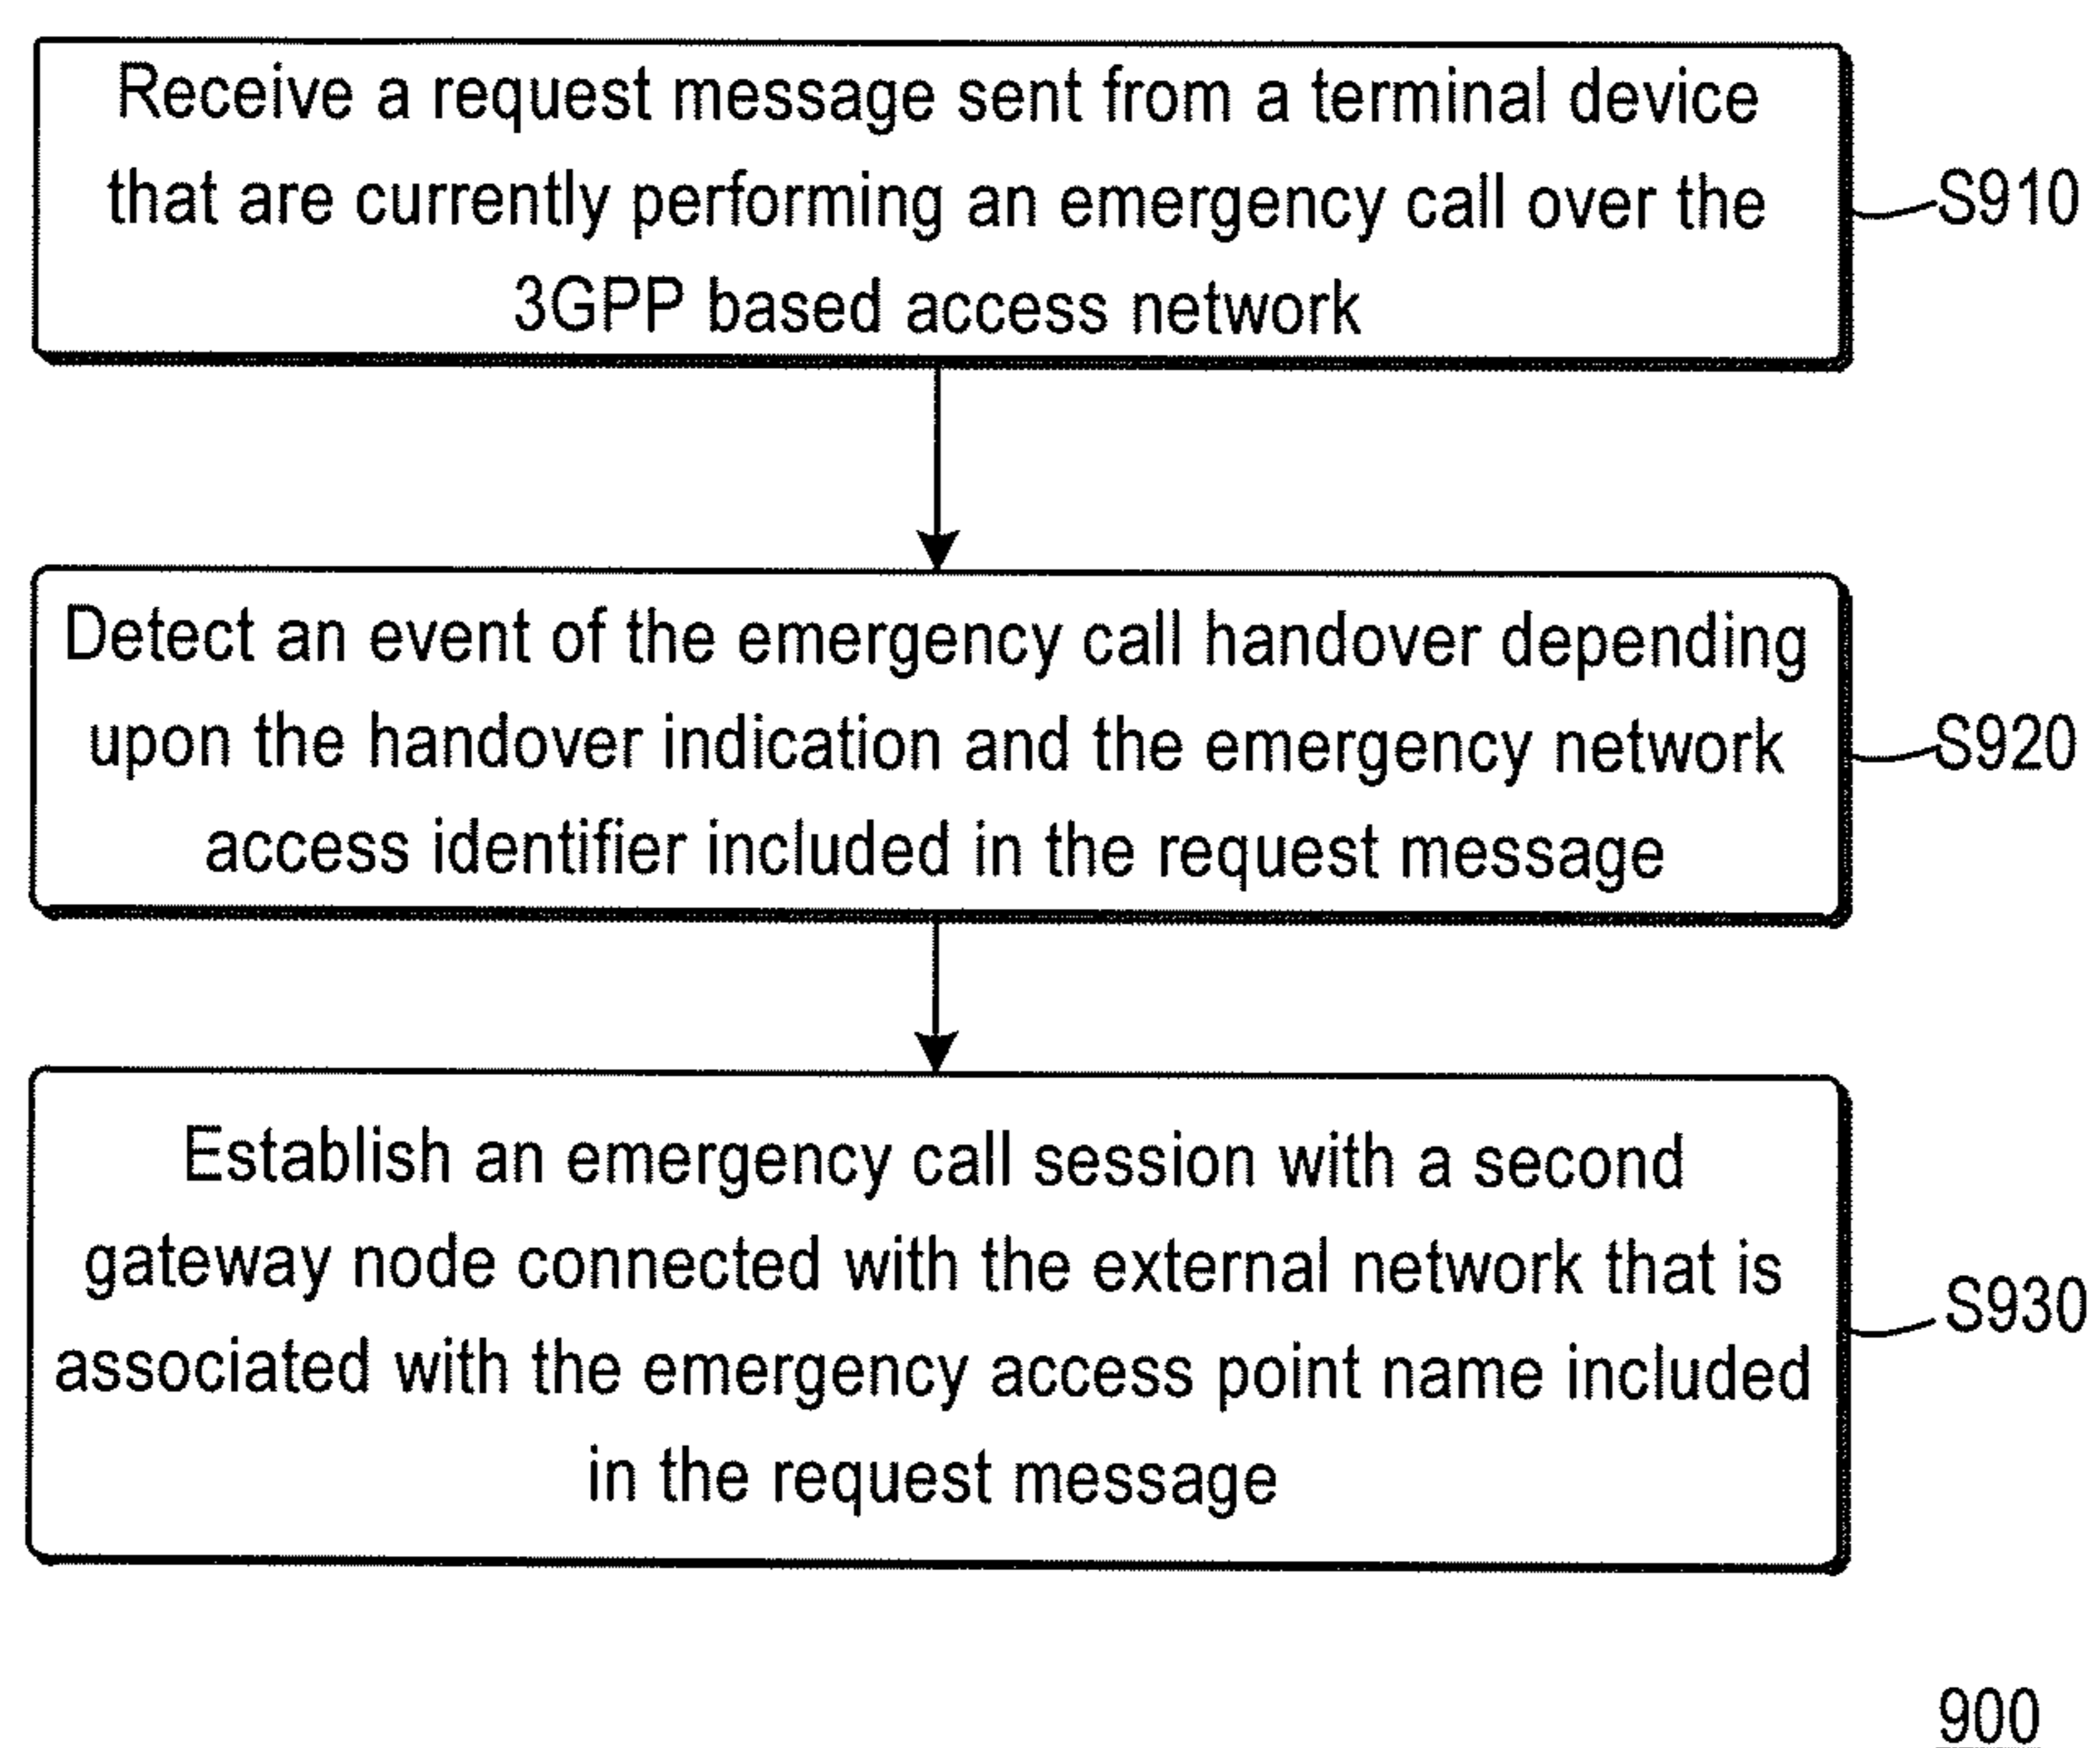 Receive a request message sent from a terminal device
that are currently performing an emergency call over the
3GPP based access network
S910
Detect an event of the emergency call handover depending
upon the handover indication and the emergency network
access identifier included in the request message
S920
Establish an emergency call session with a second
gateway node connected with the external network that is
associated with the emergency access point name included
in the request message
S930
900